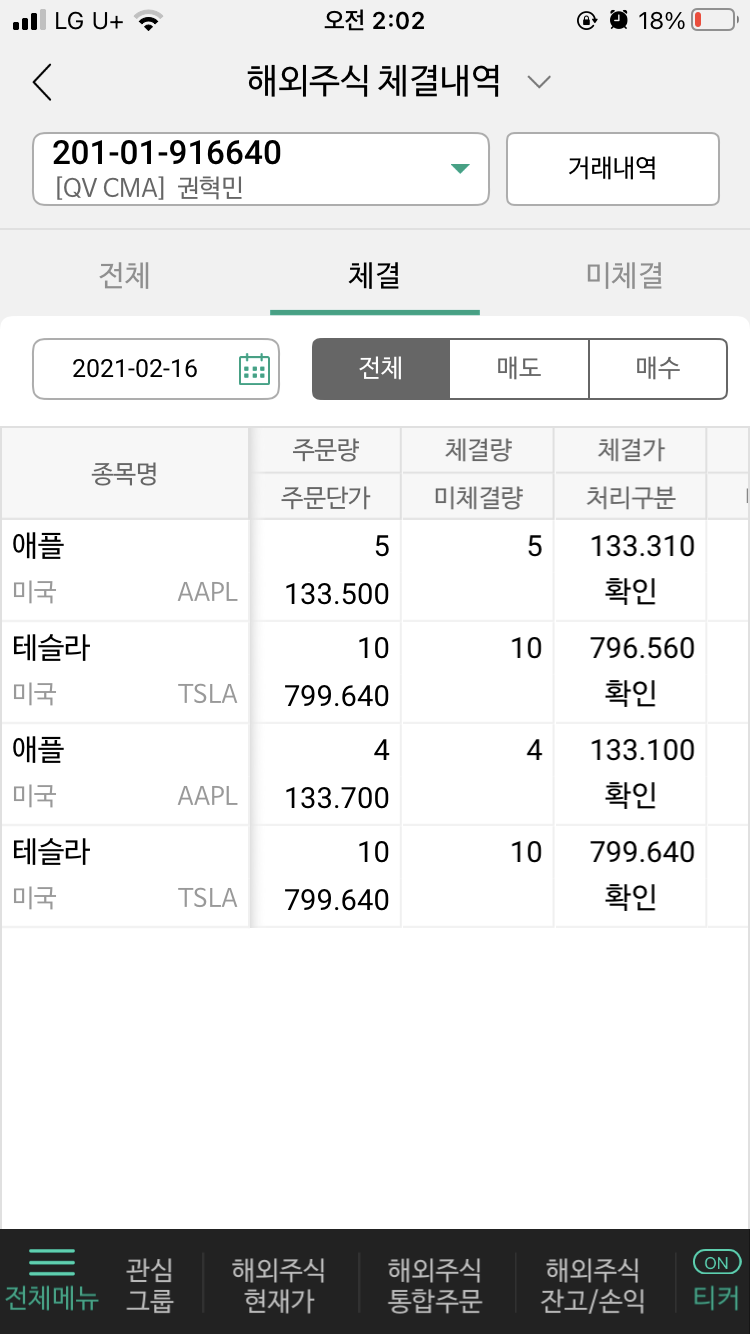 LG U+ 오전 2:02 18%
해외주식 체결내역
201-01-916640
[QV CMA] 권혁민
거래내역
전체 체결 미체결
2021-02-16 전체 매도 매수
종목명
주문량 체결량 체결가
주문단가 미체결량 처리구분
애플 5 5 133.310
미국 AAPL 133.500 확인
테슬라 10 10 796.560
미국 TSLA 799.640 확인
애플 4 4 133.100
미국 AAPL 133.700 확인
테슬라 10 10 799.640
미국 TSLA 799.640 확인
전체메뉴
관심
그룹
해외주식
현재가
해외주식
통합주문
해외주식
잔고/손익
ON
티커